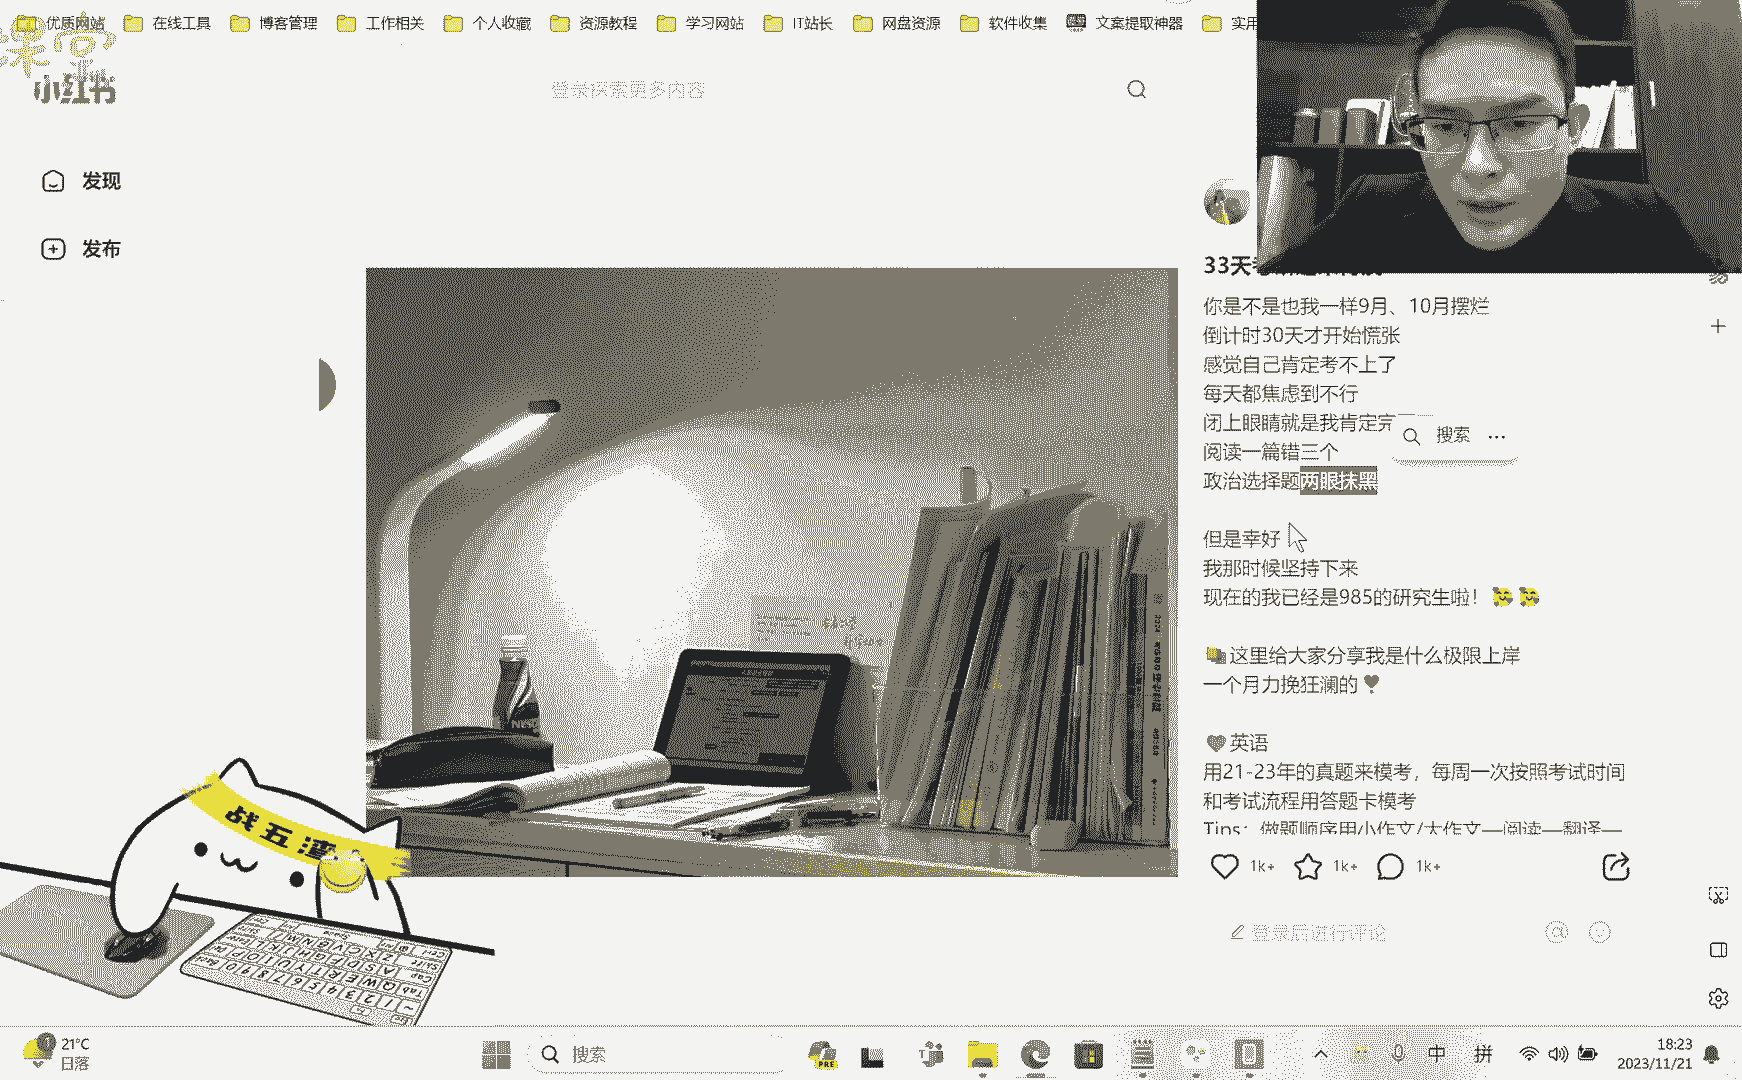 优质网站 在线工具 博客管理 工作相关 个人收藏 资源教程 学习网站 IT站长 网盘资源 软件收集 文案提取神器 实用
课堂
小红书
登录探索更多内容
发现
发布
33天
你是不是也我一样9月、10月摆烂
倒计时30天才开始慌张
感觉自己肯定考不上了
每天都焦虑到不行
闭上眼睛就是我肯定完
搜索 ...
阅读一篇错三个
政治选择题两眼抹黑
但是幸好
我那时候坚持下来
现在的我已经是985的研究生啦！
这里给大家分享我是什么极限上岸
一个月力挽狂澜的
英语
用21-23年的真题来模考，每周一次按照考试时间
和考试流程用答题卡模考
Tips：做题顺序用小作文/大作文—阅读—翻译—
1k+ 1k+ 1k+
登录后进行评论
战五渣
21°C
日落
搜索
PRE
中 拼
18:23
2023/11/21